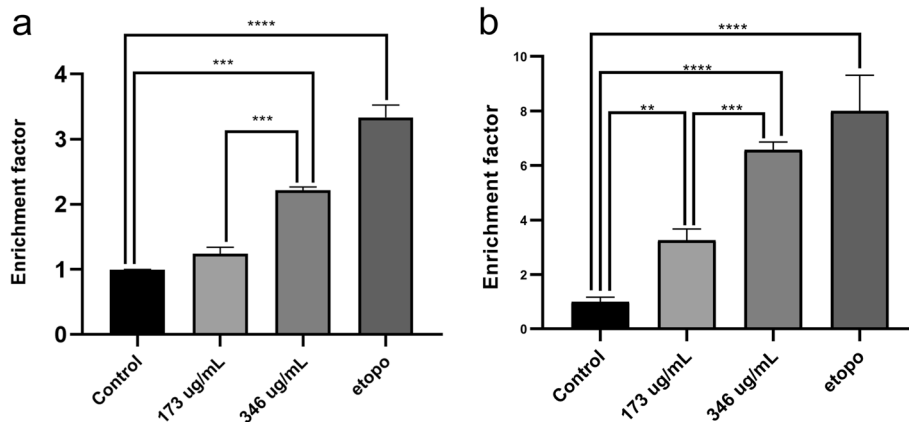 a
****
***
***
Enrichment factor
4
3
2
1
0
Control
173 ug/mL
346 ug/mL
etopo
b
****
****
**
***
Enrichment factor
10
8
6
4
2
0
Control
173 ug/mL
346 ug/mL
etopo